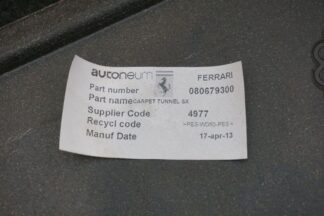 autoneum FERRARI
Part number 080679300
Part name CARPET TUNNEL SX
Supplier Code 4977
Recycl code >PES-WO50-PES<
Manuf Date 17-apr-13